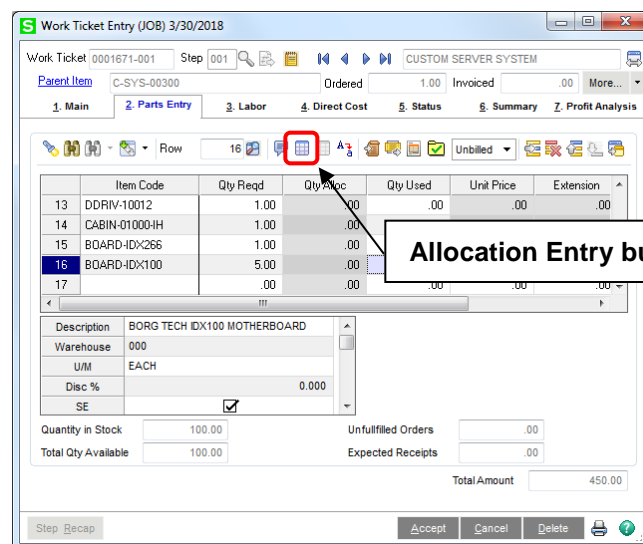 S Work Ticket Entry (JOB) 3/30/2018
Work Ticket 0001671-001 Step 001 CUSTOM SERVER SYSTEM
Parent Item C-SYS-00300 Ordered 1.00 Invoiced .00 More...
1. Main 2. Parts Entry 3. Labor 4. Direct Cost 5. Status 6. Summary 7. Profit Analysis
Row 16 Unbilled
Item Code Qty Reqd Qty Alloc Qty Used Unit Price Extension
13 DDRIV-10012 1.00 .00 .00 .00 .00
14 CABIN-01000-IH 1.00 .00
15 BOARD-IDX266 1.00 .00
16 BOARD-IDX100 5.00 .00
17 .00 .00 .00 .00 .00
Allocation Entry bu
Description BORG TECH IDX100 MOTHERBOARD
Warehouse 000
U/M EACH
Disc % 0.000
SE
Quantity in Stock 100.00 Unfullfilled Orders .00
Total Qty Available 100.00 Expected Receipts .00
Total Amount 450.00
Step Recap Accept Cancel Delete